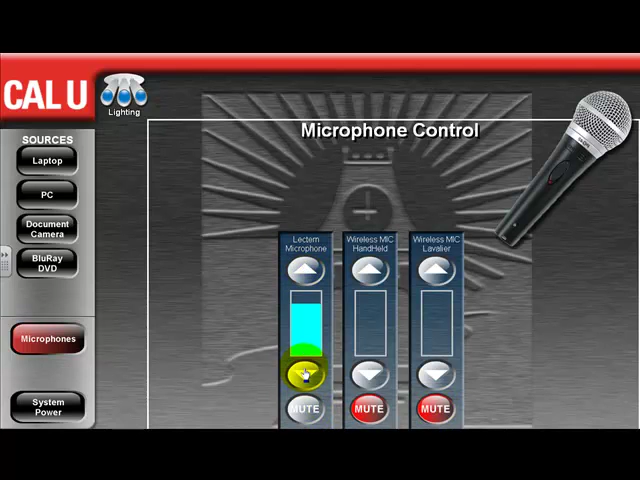 CAL U
Lighting
SOURCES
Laptop
PC
Document
Camera
BluRay
DVD
Microphones
System
Power
Microphone Control
Lectern
Microphone
Wireless MIC
HandHeld
Wireless MIC
Lavalier
MUTE
MUTE
MUTE